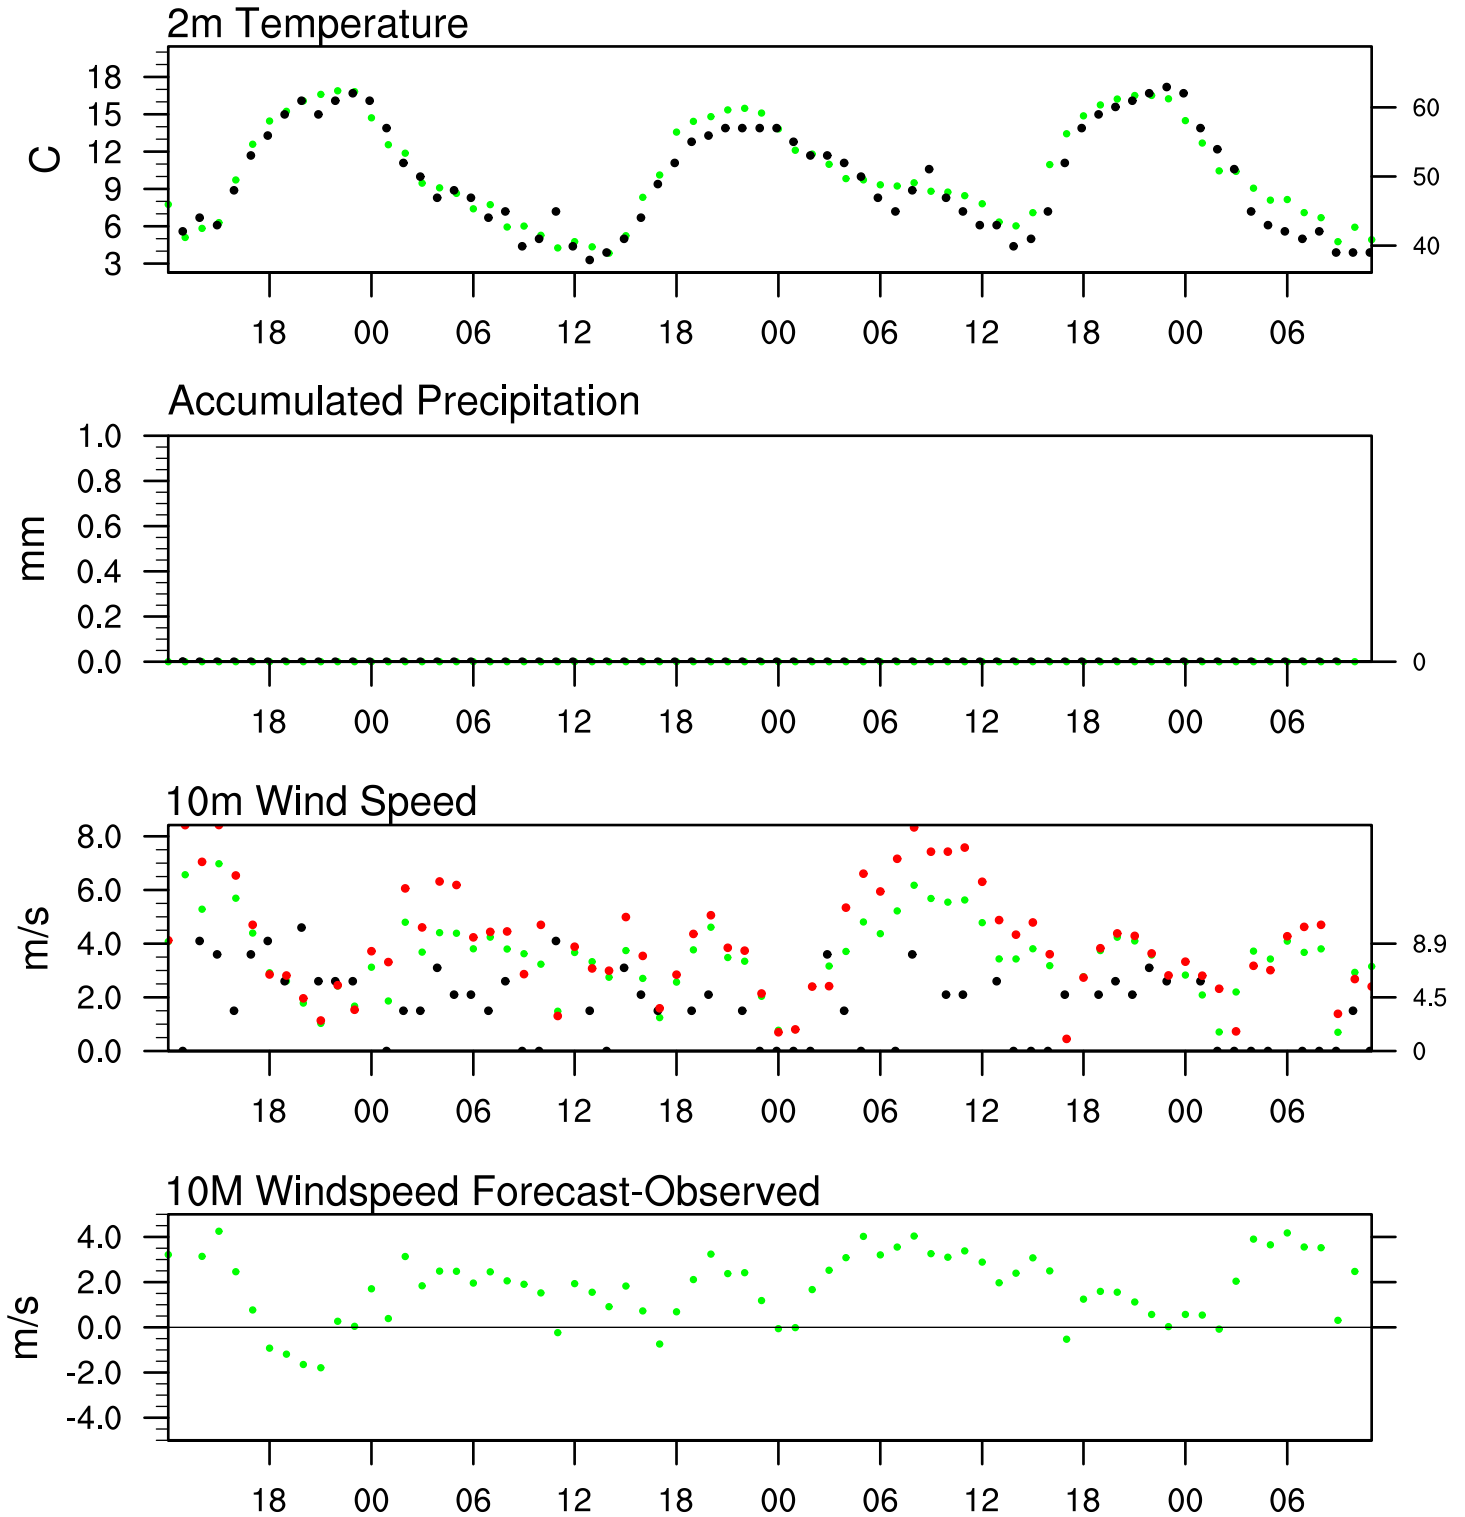 2m Temperature
18
15
12
9
6
3
C
60
50
40
18 00 06 12 18 00 06 12 18 00 06
Accumulated Precipitation
1.0
0.8
0.6
0.4
0.2
0.0
mm
0
18 00 06 12 18 00 06 12 18 00 06
10m Wind Speed
8.0
6.0
4.0
2.0
0.0
m/s
8.9
4.5
0
18 00 06 12 18 00 06 12 18 00 06
10M Windspeed Forecast-Observed
4.0
2.0
0.0
-2.0
-4.0
m/s
18 00 06 12 18 00 06 12 18 00 06